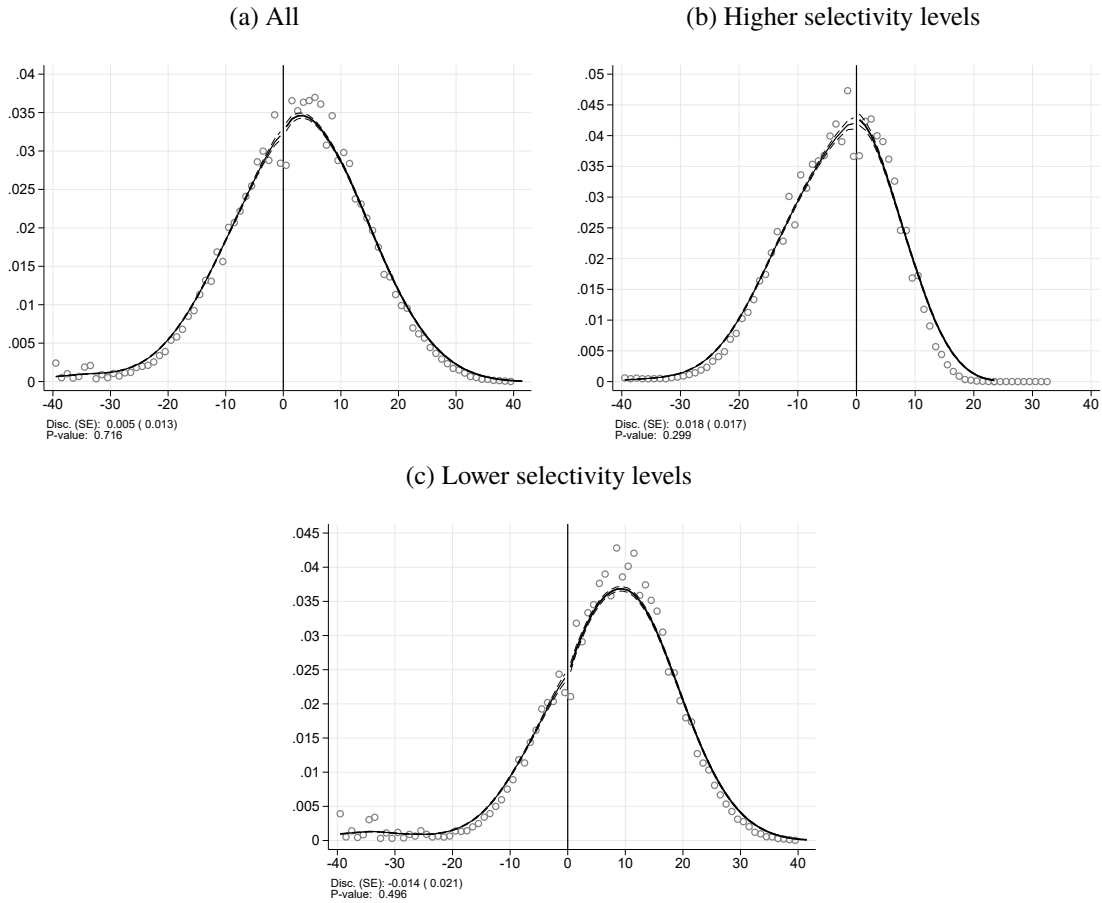 (a) All
.04
.035
.03
.025
.02
.015
.01
.005
0
-40 -30 -20 -10 0 10 20 30 40
Disc. (SE): 0.005 ( 0.013)
P-value: 0.716
(b) Higher selectivity levels
.05
.045
.04
.035
.03
.025
.02
.015
.01
.005
0
-40 -30 -20 -10 0 10 20 30 40
Disc. (SE): 0.018 ( 0.017)
P-value: 0.299
(c) Lower selectivity levels
.045
.04
.035
.03
.025
.02
.015
.01
.005
0
-40 -30 -20 -10 0 10 20 30 40
Disc. (SE): -0.014 ( 0.021)
P-value: 0.496